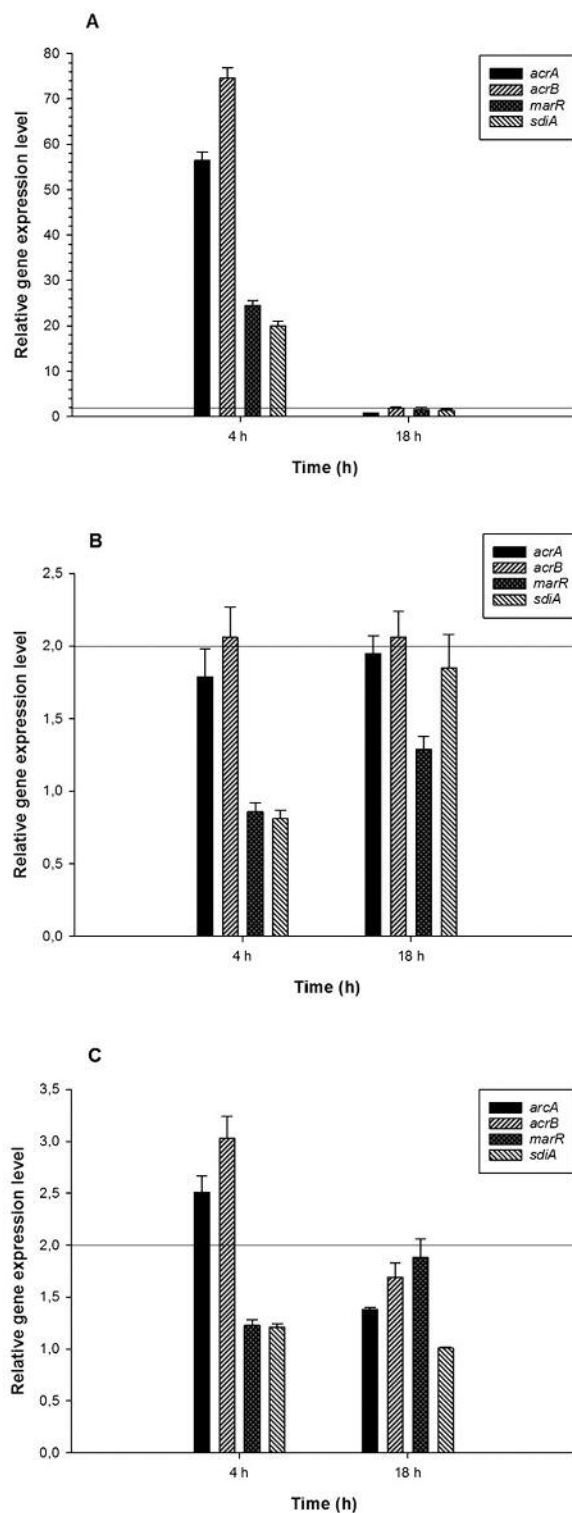 A
acrA
acrB
marR
sdiA
Relative gene expression level
80
70
60
50
40
30
20
10
0
4 h
18 h
Time (h)
B
acrA
acrB
marR
sdiA
Relative gene expression level
2,5
2,0
1,5
1,0
0,5
0,0
4 h
18 h
Time (h)
C
arcA
acrB
marR
sdiA
Relative gene expression level
3,5
3,0
2,5
2,0
1,5
1,0
0,5
0,0
4 h
18 h
Time (h)